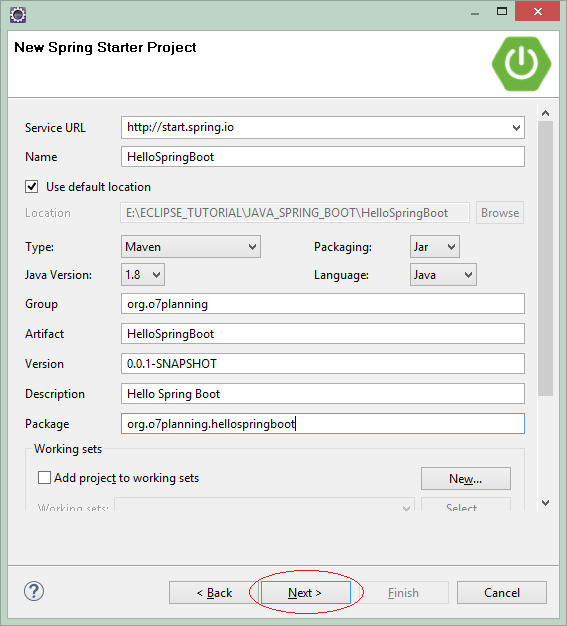 New Spring Starter Project
Service URL http://start.spring.io
Name HelloSpringBoot
Use default location
Location E:\ECLIPSE_TUTORIAL\JAVA_SPRING_BOOT\HelloSpringBoot Browse
Type: Maven Packaging: Jar
Java Version: 1.8 Language: Java
Group org.o7planning
Artifact HelloSpringBoot
Version 0.0.1-SNAPSHOT
Description Hello Spring Boot
Package org.o7planning.hellospringboot
Working sets
Add project to working sets New...
Working sets: Select...
? < Back Next > Finish Cancel